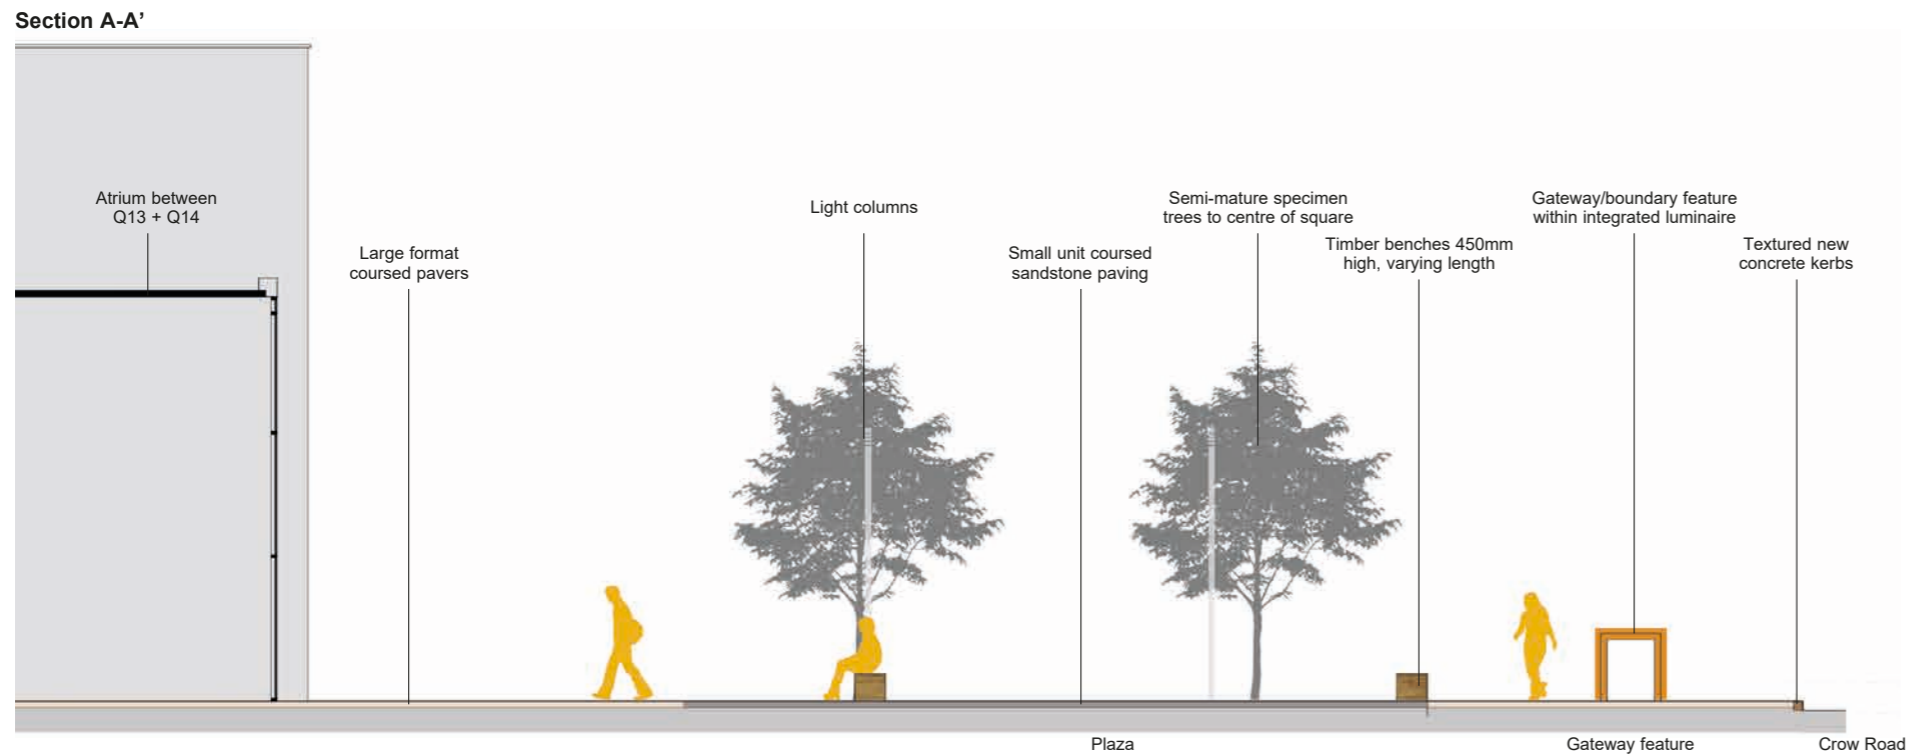 Section A-A’
Atrium between
Q13 + Q14
Large format
coursed pavers
Light columns
Small unit coursed
sandstone paving
Semi-mature specimen
trees to centre of square
Timber benches 450mm
high, varying length
Gateway/boundary feature
within integrated luminaire
Textured new
concrete kerbs
Plaza
Gateway feature
Crow Road